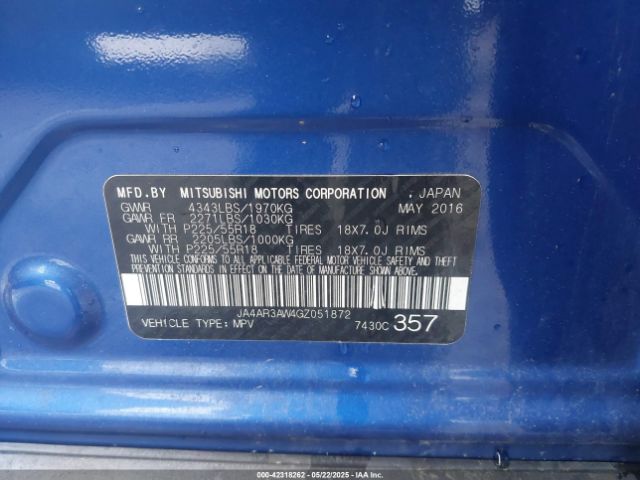 MFD.BY MITSUBISHI MOTORS CORPORATION . JAPAN
GVWR 4343LBS/1970KG MAY 2016
GAWR FR 2271LBS/1030KG
WITH P225/55R18 TIRES 18X7.0J RIMS
GAWR RR 2205LBS/1000KG
WITH P225/55R18 TIRES 18X7.0J RIMS
THIS VEHICLE CONFORMS TO ALL APPLICABLE FEDERAL MOTOR VEHICLE SAFETY AND THEFT
PREVENTION STANDARDS IN EFFECT ON THE DATE OF MANUFACTURE SHOWN ABOVE.
JA4AR3AW4GZ051872
VEHICLE TYPE: MPV 7430C 357
000-42318262 - 05/22/2025 - IAAI.COM